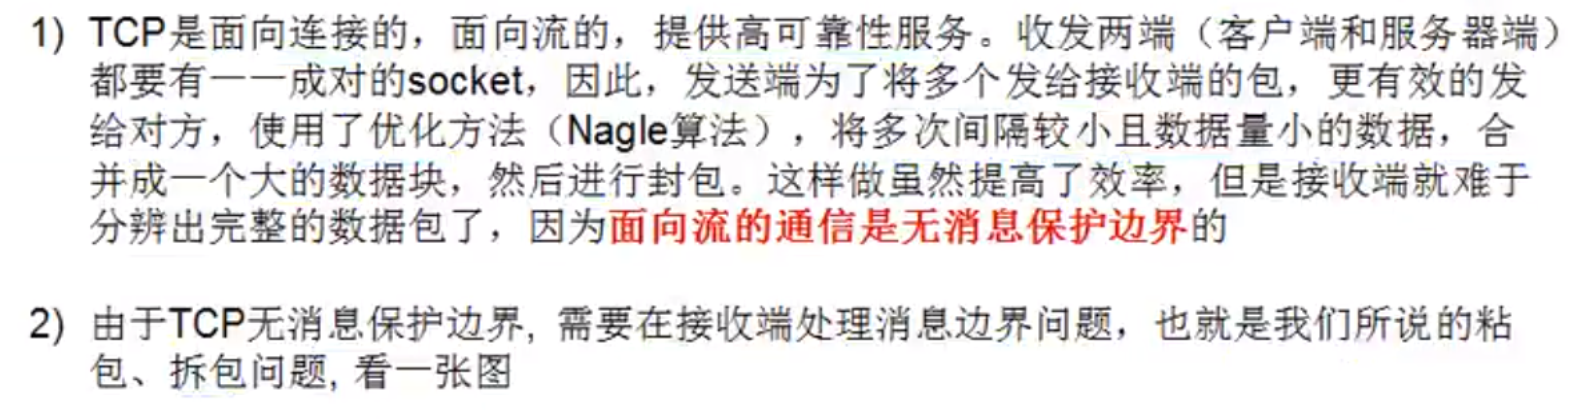 1) TCP是面向连接的，面向流的，提供高可靠性服务。收发两端（客户端和服务器端）
都要有一一成对的socket，因此，发送端为了将多个发给接收端的包，更有效的发
给对方，使用了优化方法（Nagle算法），将多次间隔较小且数据量小的数据，合
并成一个大的数据块，然后进行封包。这样做虽然提高了效率，但是接收端就难于
分辨出完整的数据包了，因为面向流的通信是无消息保护边界的
2) 由于TCP无消息保护边界, 需要在接收端处理消息边界问题，也就是我们所说的粘
包、拆包问题, 看一张图